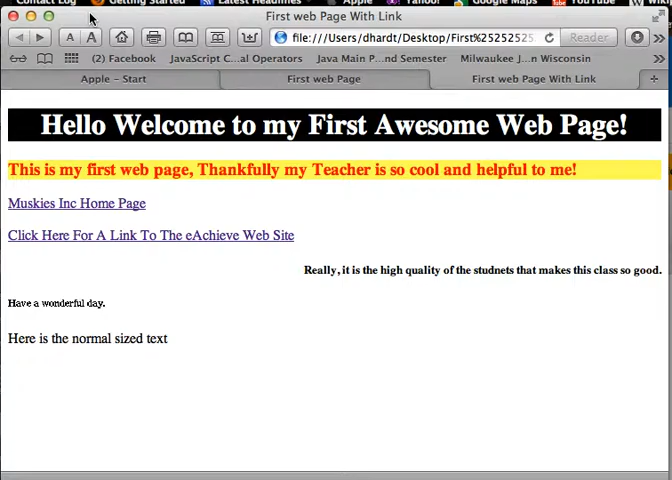 Contact Log Getting Started Latest Headlines Apple Yahoo! Google Maps YouTube
First web Page With Link
A A file:///Users/dhardt/Desktop/First%25252525 Reader
(2) Facebook JavaScript C...al Operators Java Main P...nd Semester Milwaukee J...n Wisconsin
Apple - Start First web Page First web Page With Link
Hello Welcome to my First Awesome Web Page!
This is my first web page, Thankfully my Teacher is so cool and helpful to me!
Muskies Inc Home Page
Click Here For A Link To The eAchieve Web Site
Really, it is the high quality of the studnets that makes this class so good.
Have a wonderful day.
Here is the normal sized text